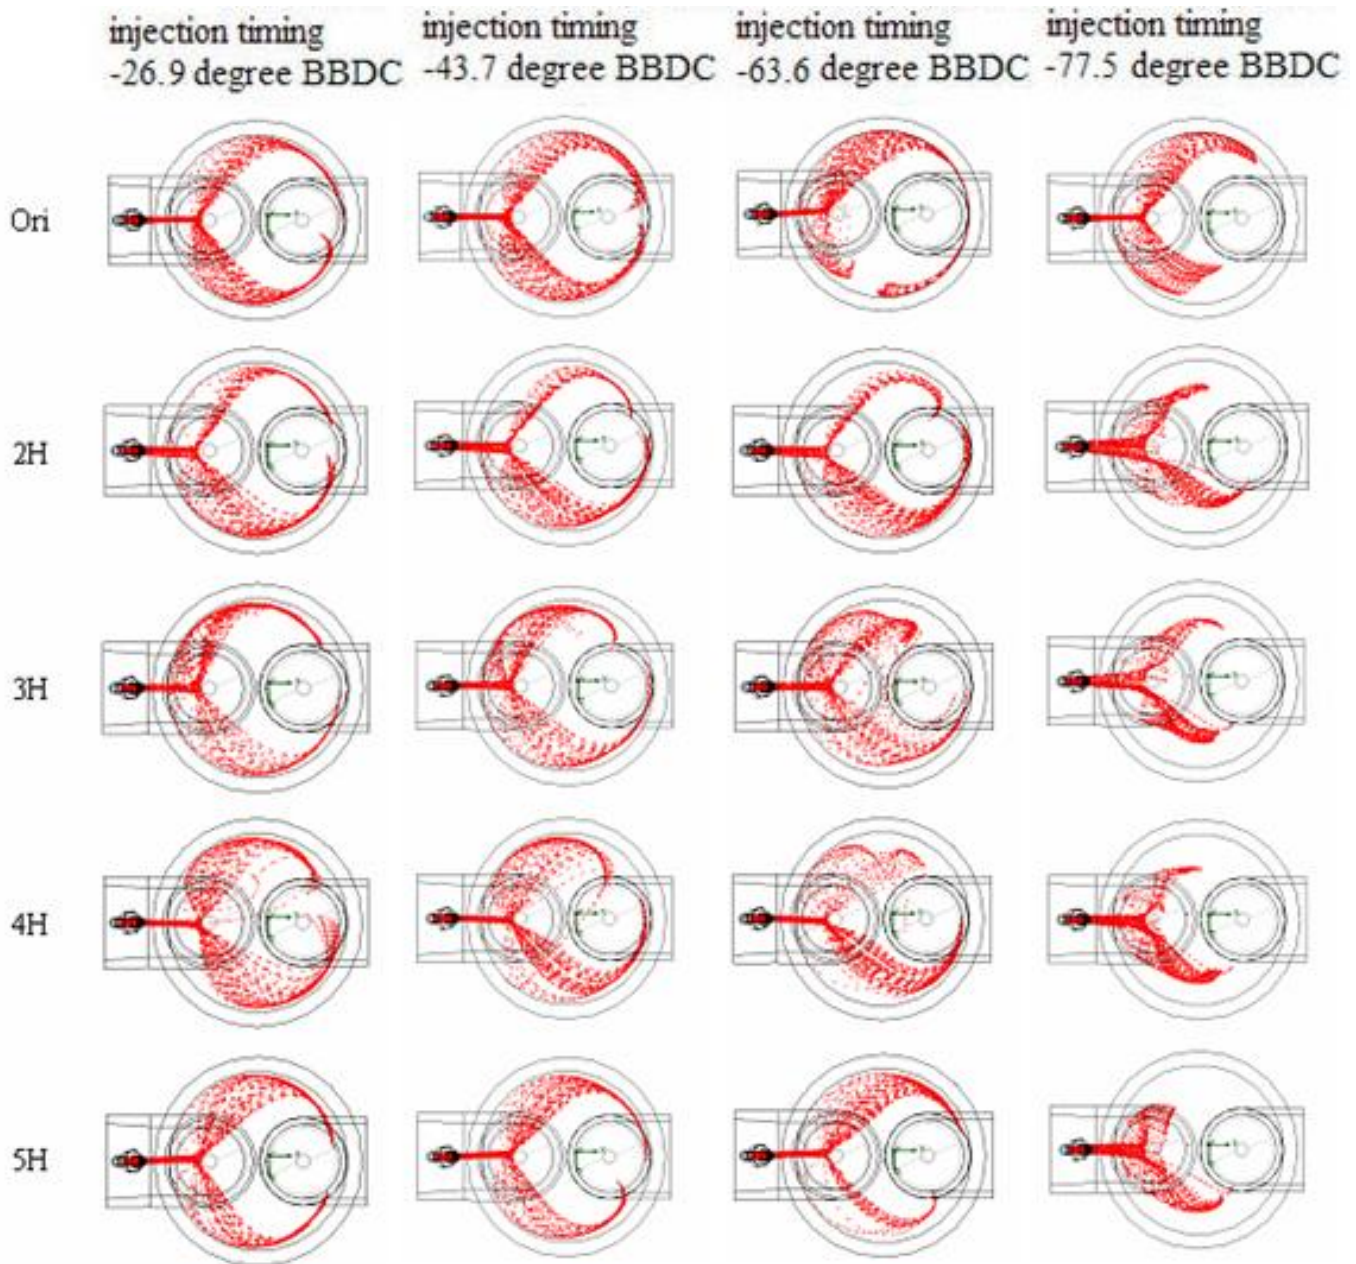 injection timing
-26.9 degree BBDC
injection timing
-43.7 degree BBDC
injection timing
-63.6 degree BBDC
injection timing
-77.5 degree BBDC
Ori
2H
3H
4H
5H